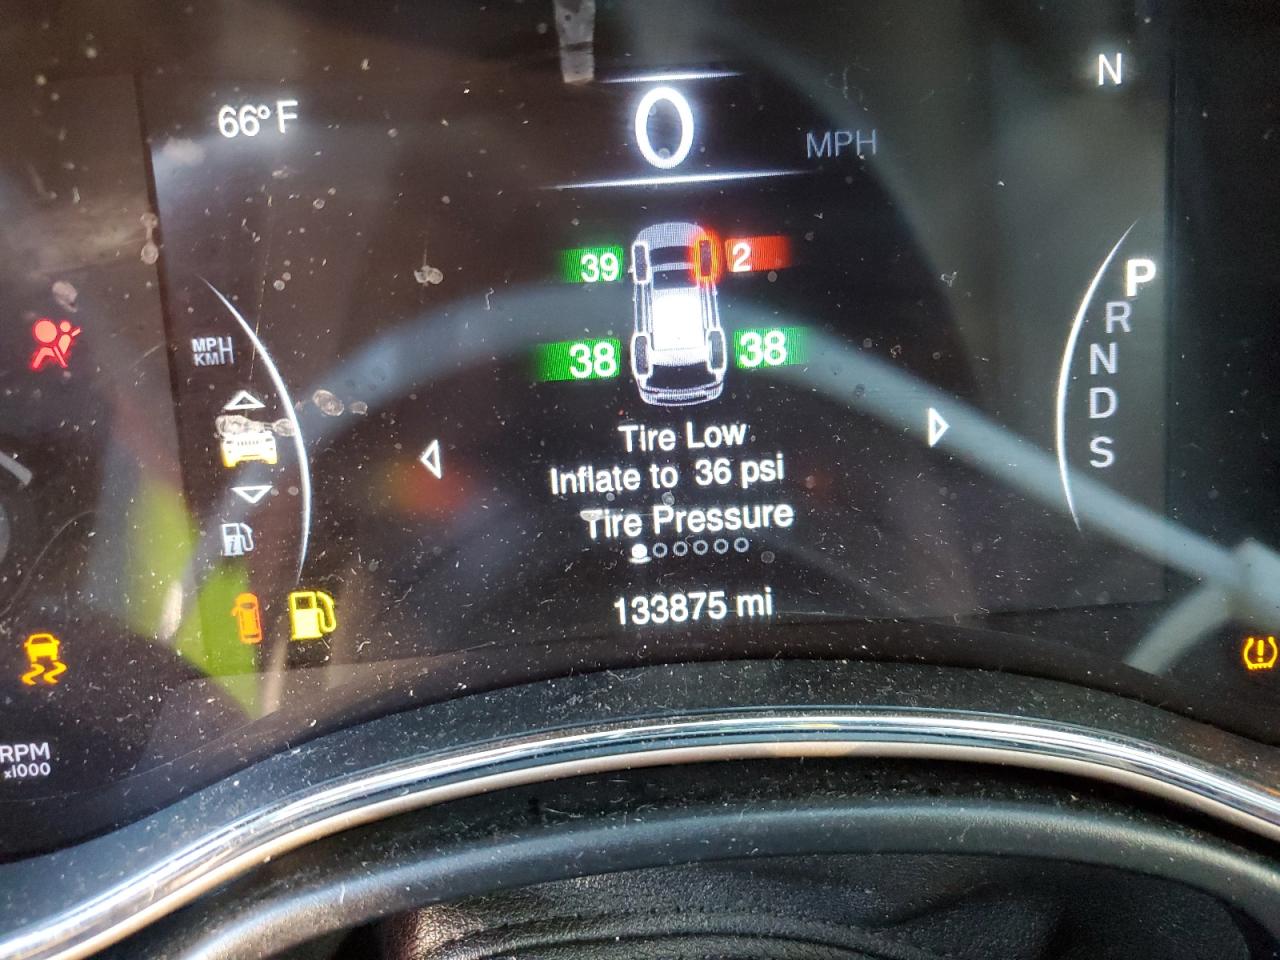 N
66° F
0
MPH
39 2
38 38
MPH
KMH
P
R
N
D
S
Tire Low
Inflate to 36 psi
Tire Pressure
133875 mi
RPM
x1000